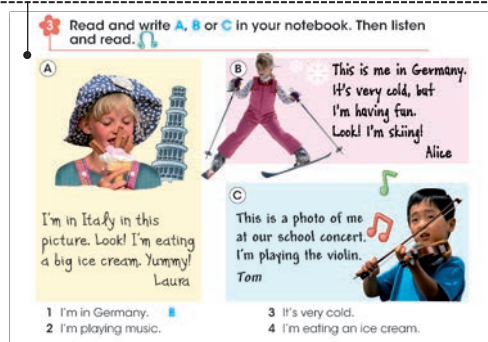 3 Read and write A, B or C in your notebook. Then listen
and read.
A
I'm in Italy in this
picture. Look! I'm eating
a big ice cream. Yummy!
Laura
B
This is me in Germany.
It's very cold, but
I'm having fun.
Look! I'm skiing!
Alice
C
This is a photo of me
at our school concert.
I'm playing the violin.
Tom
1 I'm in Germany. B
2 I'm playing music.
3 It's very cold.
4 I'm eating an ice cream.